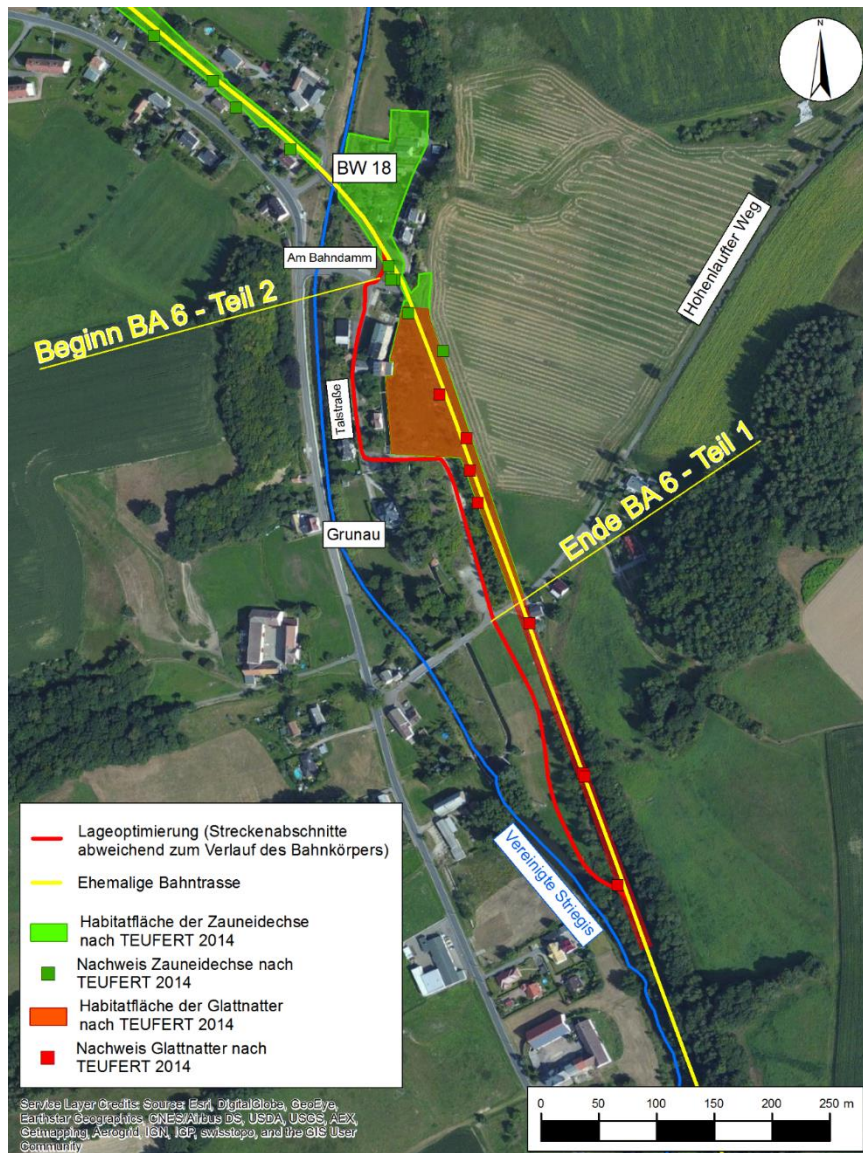 N
BW 18
Hohenlaufter Weg
Am Bahndamm
Beginn BA 6 - Teil 2
Talstraße
Ende BA 6 - Teil 1
Grunau
Vereinigte Striegis
Lageoptimierung (Streckenabschnitte
abweichend zum Verlauf des Bahnkörpers)
Ehemalige Bahntrasse
Habitatfläche der Zauneidechse
nach TEUFERT 2014
Nachweis Zauneidechse nach
TEUFERT 2014
Habitatfläche der Glattnatter
nach TEUFERT 2014
Nachweis Glattnatter nach
TEUFERT 2014
Service Layer Credits: Source: Esri, DigitalGlobe, GeoEye,
Earthstar Geographics, CNES/Airbus DS, USDA, USGS, AEX,
Getmapping, Aerogrid, IGN, IGP, swisstopo, and the GIS User
Community
0 50 100 150 200 250 m